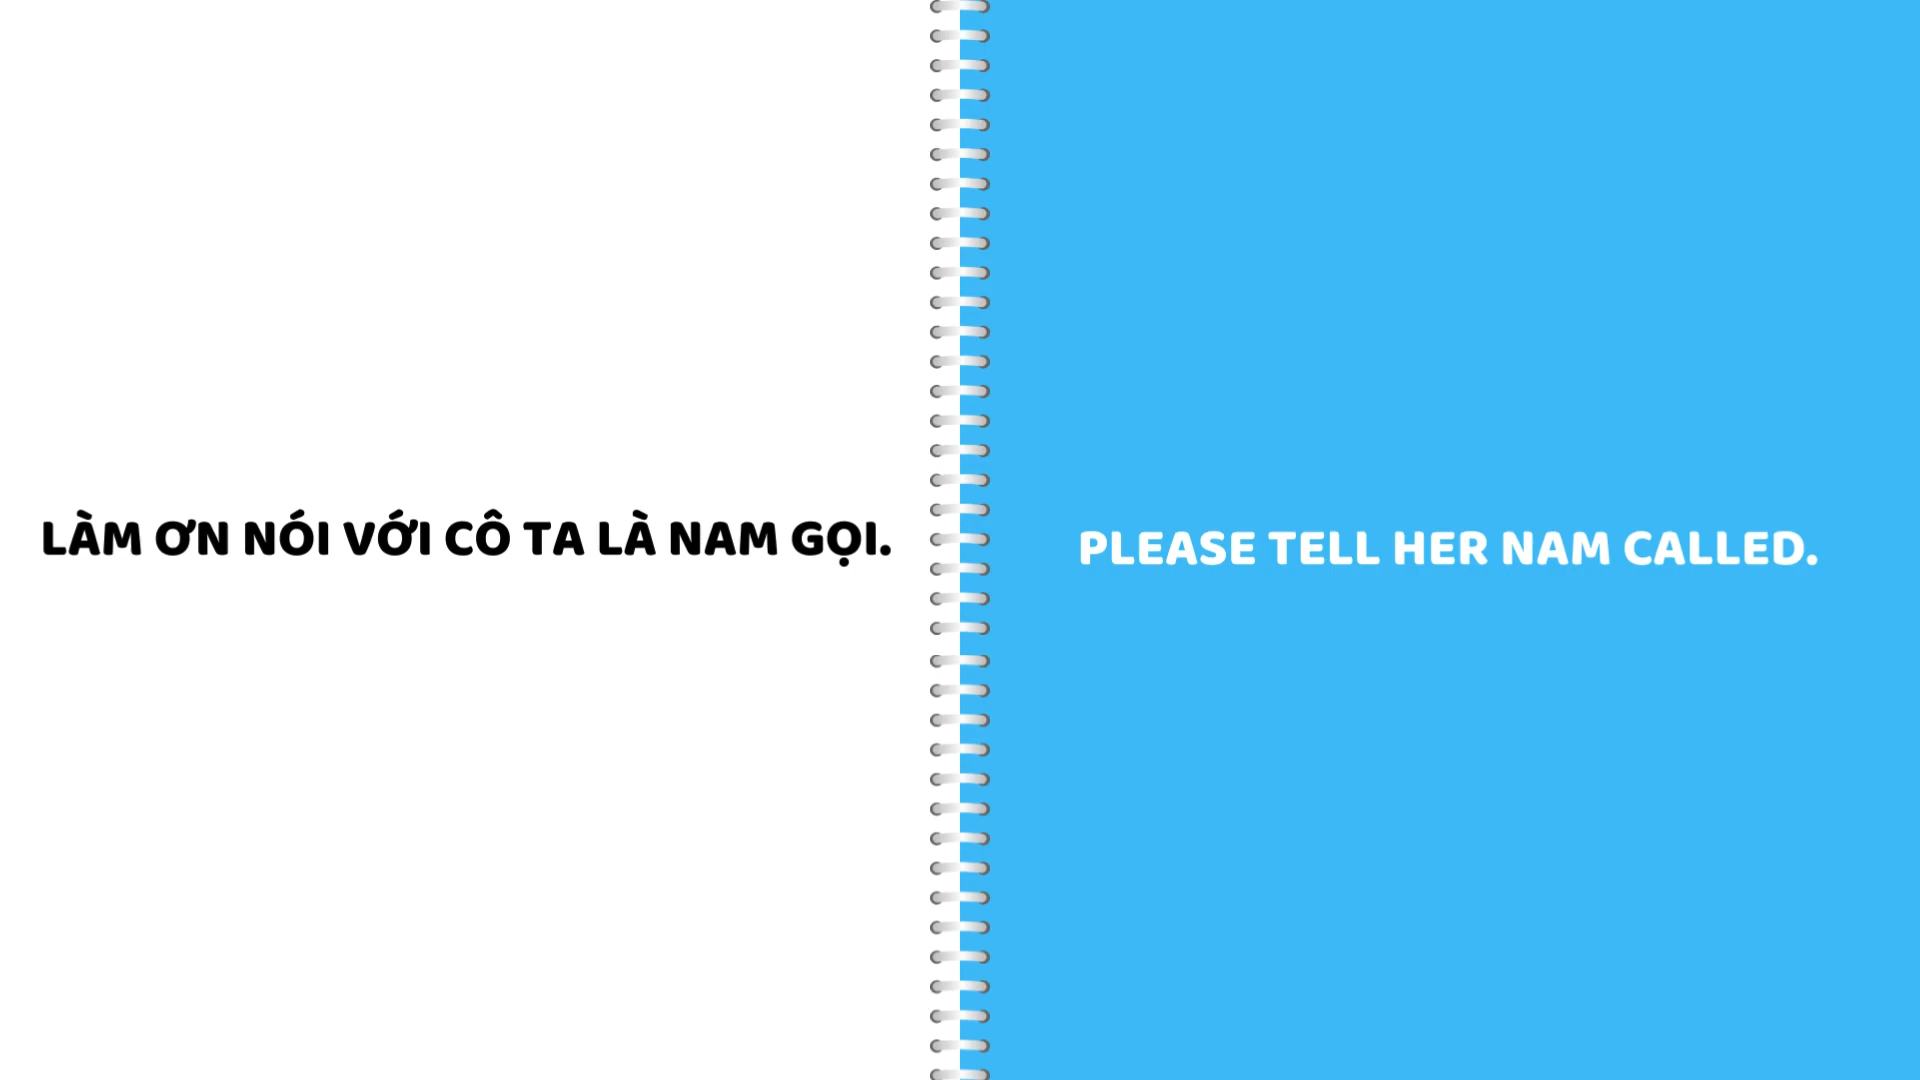 LÀM ƠN NÓI VỚI CÔ TA LÀ NAM GỌI.
PLEASE TELL HER NAM CALLED.